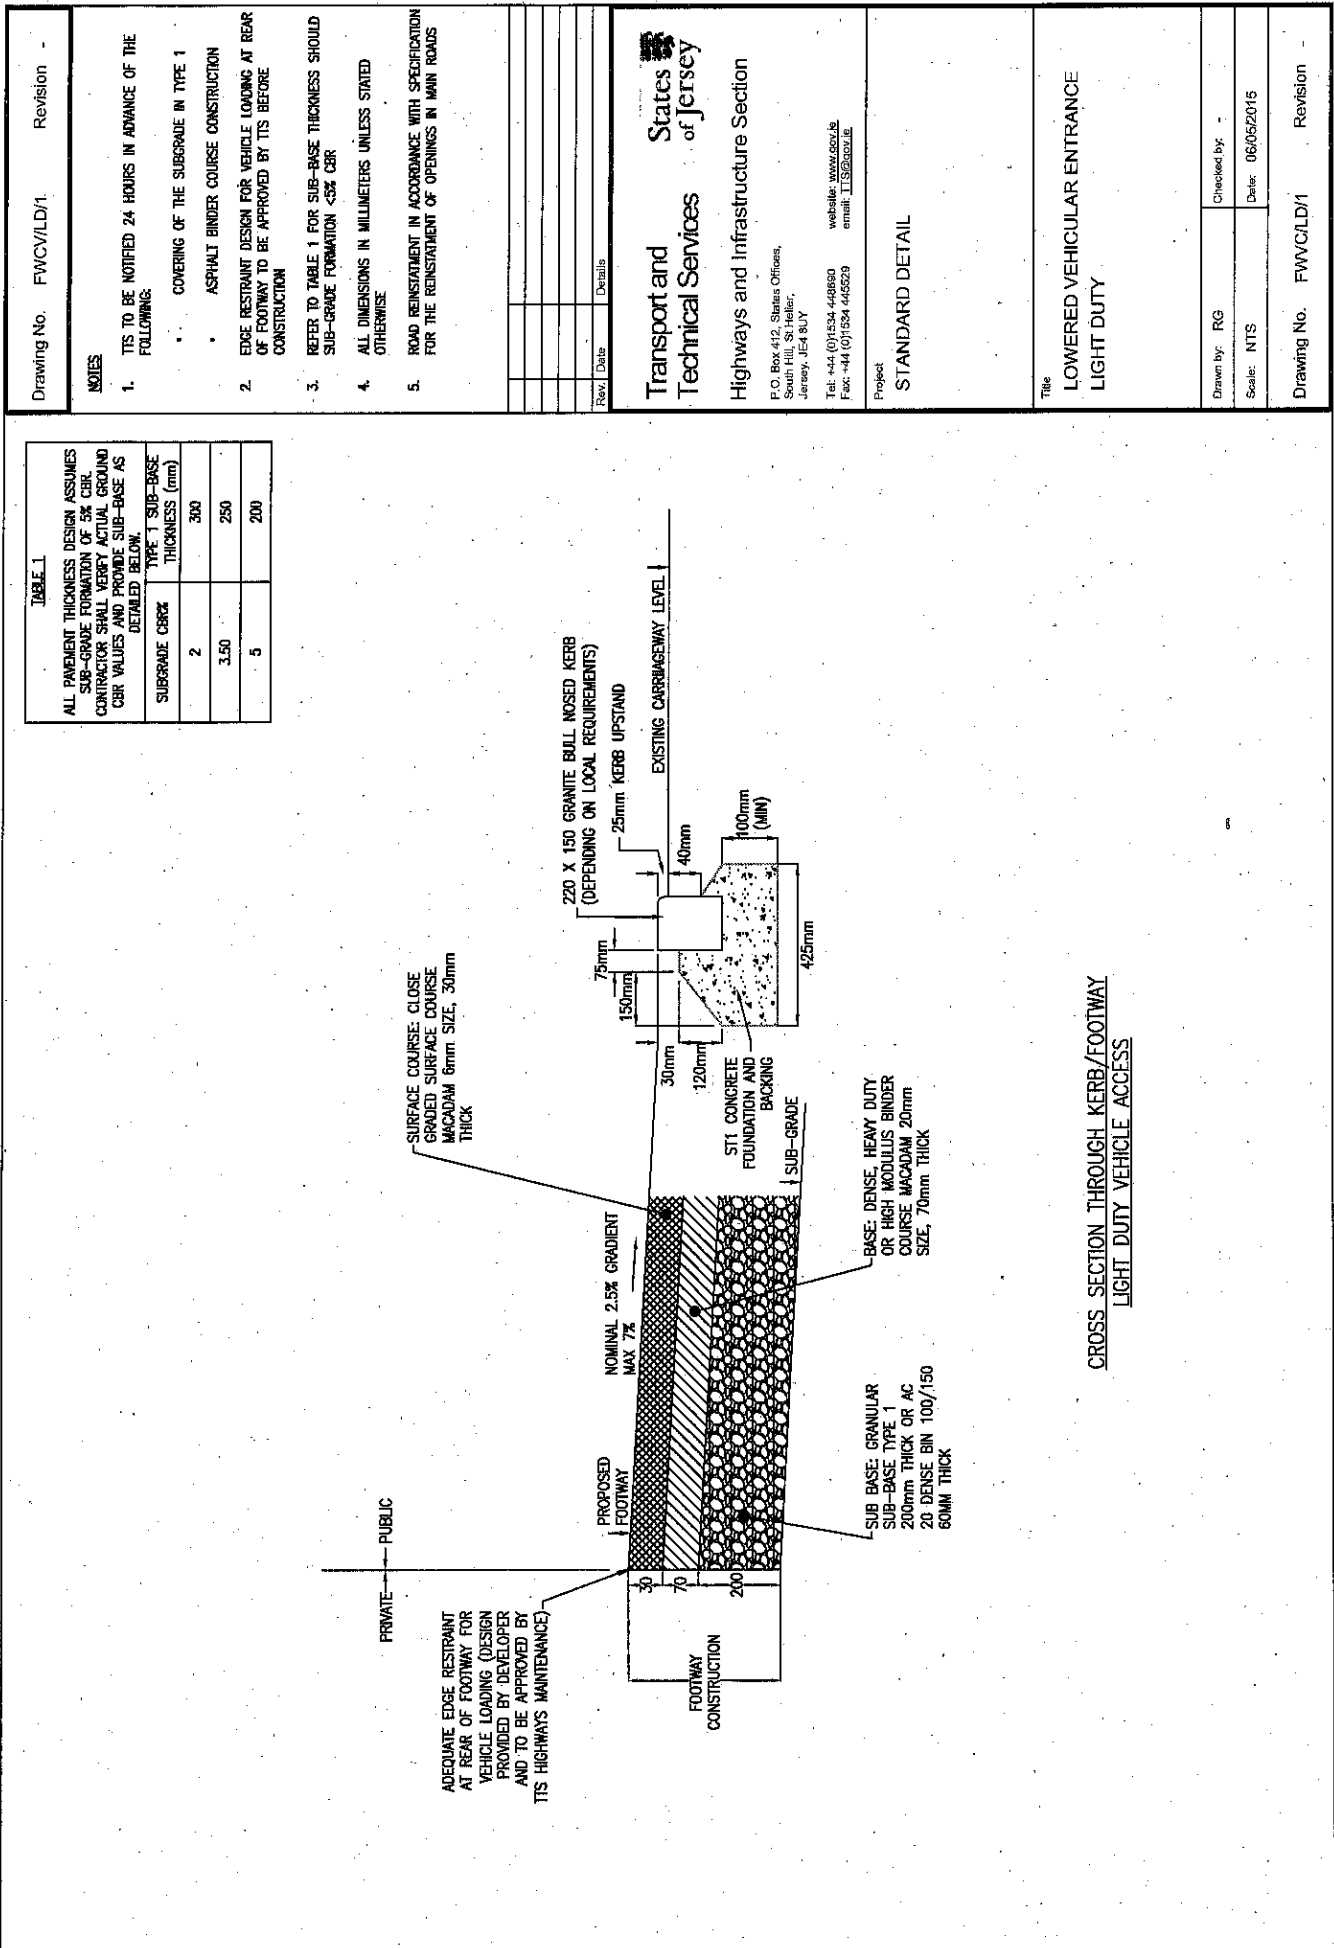 Drawing No. FWCV/LD/1 Revision -
NOTES
1. TTS TO BE NOTIFIED 24 HOURS IN ADVANCE OF THE
FOLLOWING:
• COVERING OF THE SUBGRADE IN TYPE 1
• ASPHALT BINDER COURSE CONSTRUCTION
2. EDGE RESTRAINT DESIGN FOR VEHICLE LOADING AT REAR
OF FOOTWAY TO BE APPROVED BY TTS BEFORE
CONSTRUCTION
3. REFER TO TABLE 1 FOR SUB-BASE THICKNESS SHOULD
SUB-GRADE FORMATION <5% CBR
4. ALL DIMENSIONS IN MILLIMETERS UNLESS STATED
OTHERWISE
5. ROAD REINSTATMENT IN ACCORDANCE WITH SPECIFICATION
FOR THE REINSTATMENT OF OPENINGS IN MAIN ROADS
Rev. Date Details
Transport and
Technical Services
States
of Jersey
Highways and Infrastructure Section
P.O. Box 412, States Offices,
South Hill, St Helier,
Jersey, JE4 8UY
Tel: +44 (0)1534 448690
Fax: +44 (0)1534 445529
website: www.gov.je
email: TTS@gov.je
Project
STANDARD DETAIL
Title
LOWERED VEHICULAR ENTRANCE
LIGHT DUTY
Drawn by: RG Checked by: -
Scale: NTS Date: 06/05/2015
Drawing No. FWVC/LD/1 Revision -
TABLE 1
ALL PAVEMENT THICKNESS DESIGN ASSUMES
SUB-GRADE FORMATION OF 5% CBR.
CONTRACTOR SHALL VERIFY ACTUAL GROUND
CBR VALUES AND PROVIDE SUB-BASE AS
DETAILED BELOW.
SUBGRADE CBR% TYPE 1 SUB-BASE
THICKNESS (mm)
2 300
3.50 250
5 200
PRIVATE PUBLIC
ADEQUATE EDGE RESTRAINT
AT REAR OF FOOTWAY FOR
VEHICLE LOADING (DESIGN
PROVIDED BY DEVELOPER
AND TO BE APPROVED BY
TTS HIGHWAYS MAINTENANCE)
SURFACE COURSE: CLOSE
GRADED SURFACE COURSE
MACADAM 6mm SIZE, 30mm
THICK
220 X 150 GRANITE BULL NOSED KERB
(DEPENDING ON LOCAL REQUIREMENTS)
25mm KERB UPSTAND
EXISTING CARRIAGEWAY LEVEL
PROPOSED
FOOTWAY
NOMINAL 2.5% GRADIENT
MAX 7%
75mm
150mm
30mm
120mm
40mm
100mm
(MIN)
425mm
ST1 CONCRETE
FOUNDATION AND
BACKING
SUB-GRADE
30
70
200
FOOTWAY
CONSTRUCTION
SUB BASE: GRANULAR
SUB-BASE TYPE 1
200mm THICK OR AC
20 DENSE BIN 100/150
60MM THICK
BASE: DENSE, HEAVY DUTY
OR HIGH MODULUS BINDER
COURSE MACADAM 20mm
SIZE, 70mm THICK
CROSS SECTION THROUGH KERB/FOOTWAY
LIGHT DUTY VEHICLE ACCESS